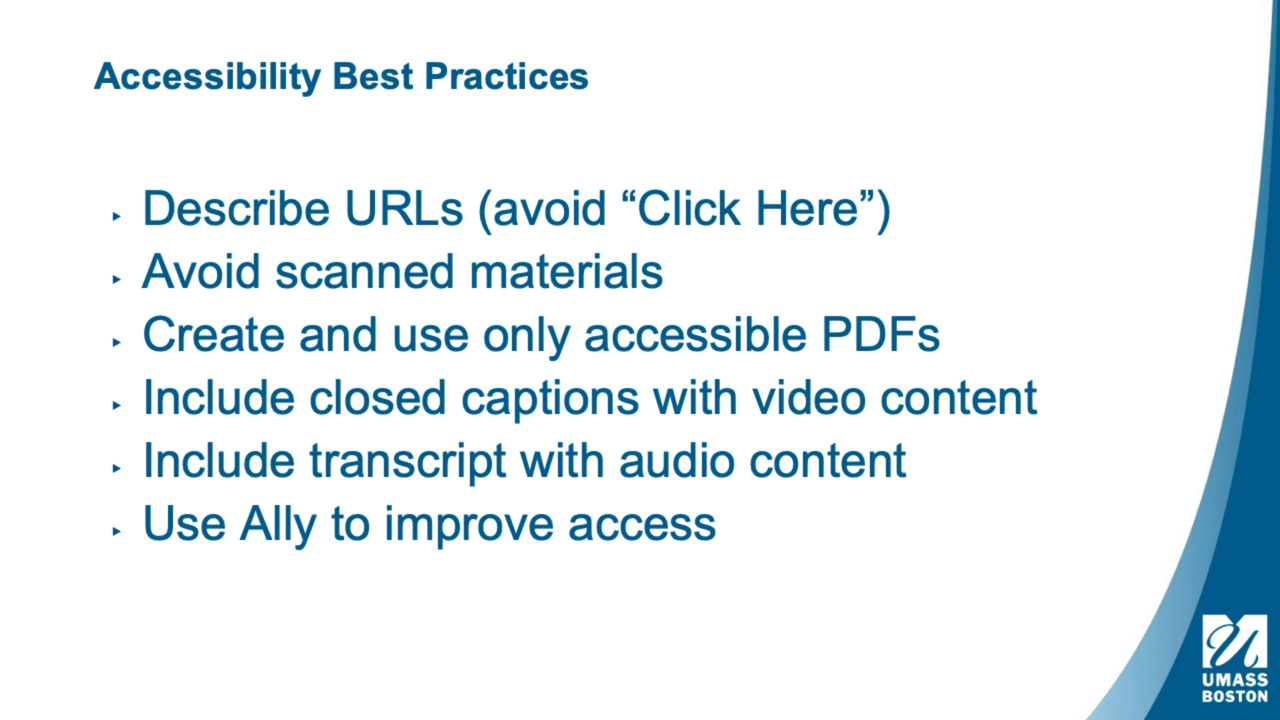 Accessibility Best Practices
▸ Describe URLs (avoid “Click Here”)
▸ Avoid scanned materials
▸ Create and use only accessible PDFs
▸ Include closed captions with video content
▸ Include transcript with audio content
▸ Use Ally to improve access
UMASS
BOSTON